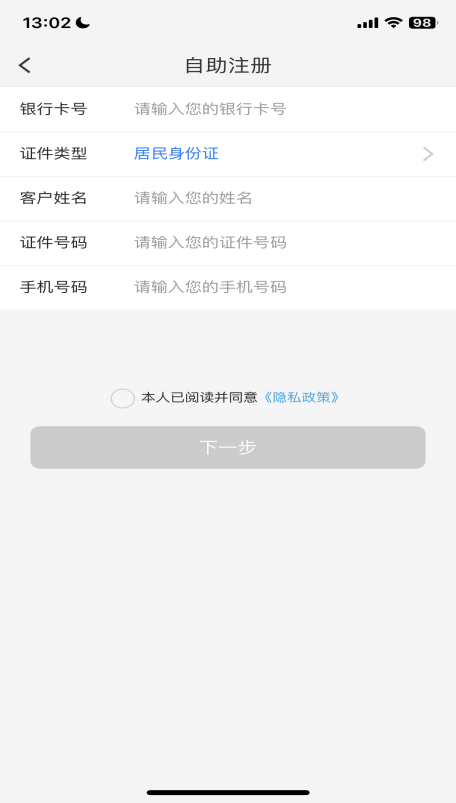 13:02
98
自助注册
银行卡号 请输入您的银行卡号
证件类型 居民身份证
客户姓名 请输入您的姓名
证件号码 请输入您的证件号码
手机号码 请输入您的手机号码
本人已阅读并同意《隐私政策》
下一步